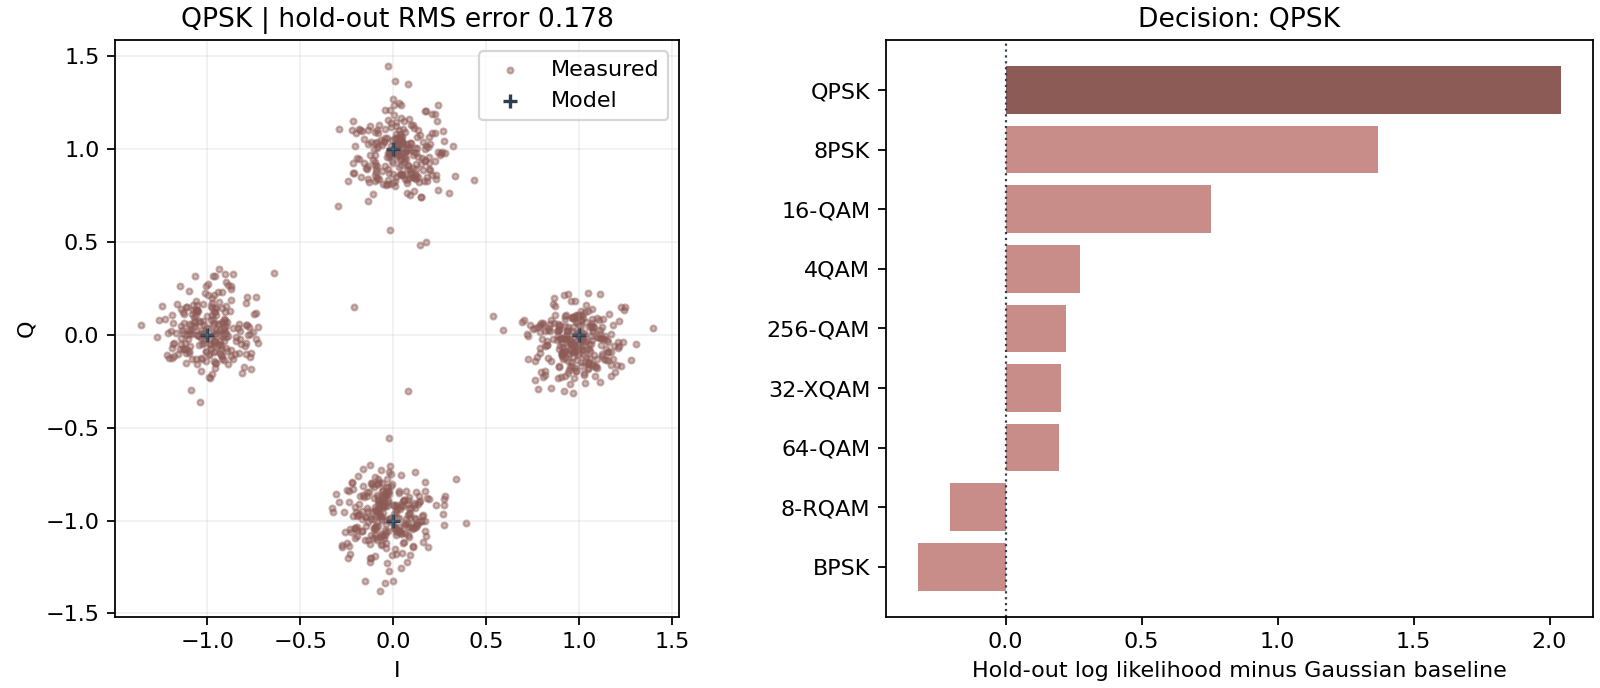 QPSK | hold-out RMS error 0.178
Measured
Model
1.5
1.0
0.5
0.0
−0.5
−1.0
−1.5
Q
−1.0
−0.5
0.0
0.5
1.0
1.5
I
Decision: QPSK
QPSK
8PSK
16-QAM
4QAM
256-QAM
32-XQAM
64-QAM
8-RQAM
BPSK
0.0
0.5
1.0
1.5
2.0
Hold-out log likelihood minus Gaussian baseline